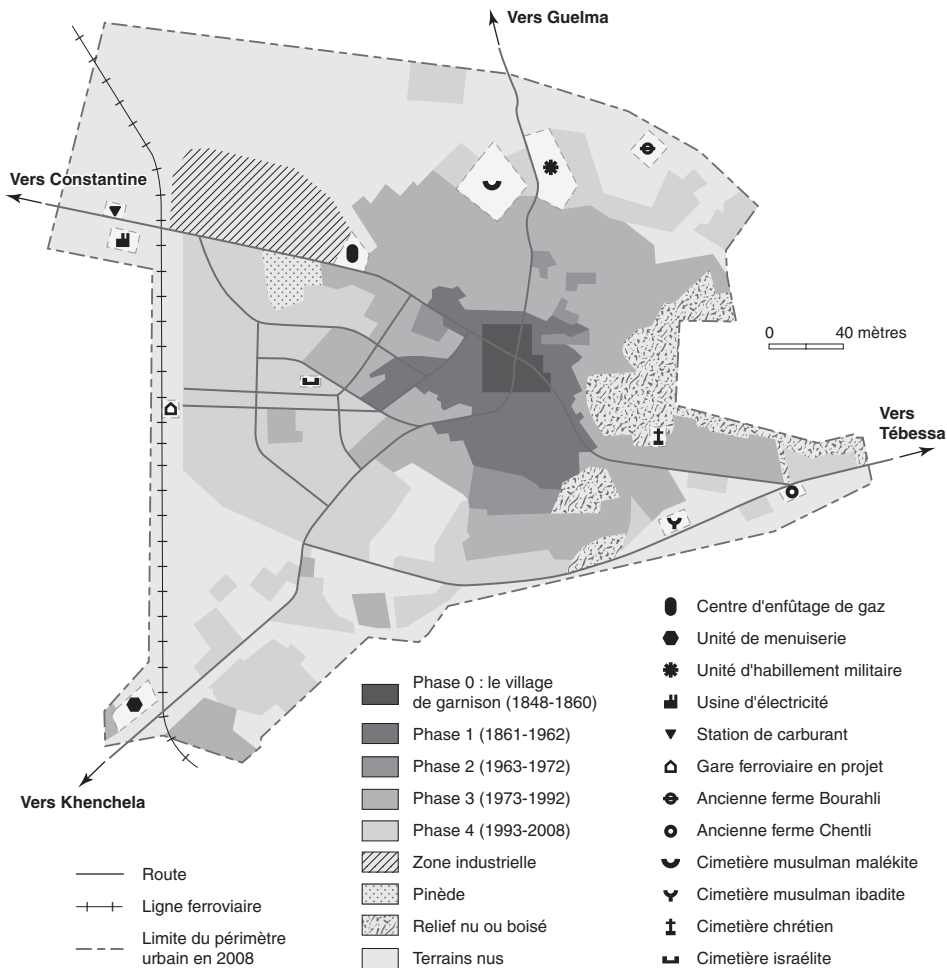 Vers Guelma
Vers Constantine
0 40 mètres
Vers
Tébessa
Vers Khenchela
Route
Ligne ferroviaire
Limite du périmètre
urbain en 2008
Phase 0 : le village
de garnison (1848-1860)
Phase 1 (1861-1962)
Phase 2 (1963-1972)
Phase 3 (1973-1992)
Phase 4 (1993-2008)
Zone industrielle
Pinède
Relief nu ou boisé
Terrains nus
Centre d'enfûtage de gaz
Unité de menuiserie
Unité d'habillement militaire
Usine d'électricité
Station de carburant
Gare ferroviaire en projet
Ancienne ferme Bourahli
Ancienne ferme Chentli
Cimetière musulman malékite
Cimetière musulman ibadite
Cimetière chrétien
Cimetière israélite